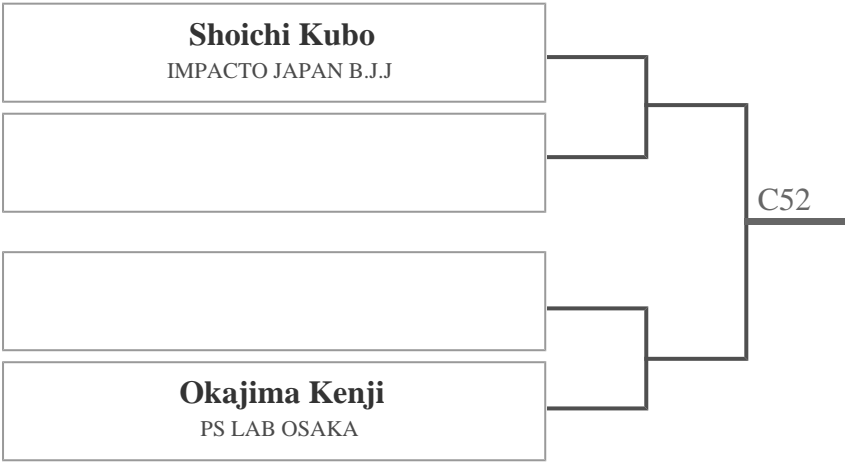 Shoichi Kubo
IMPACTO JAPAN B.J.J
C52
Okajima Kenji
PS LAB OSAKA